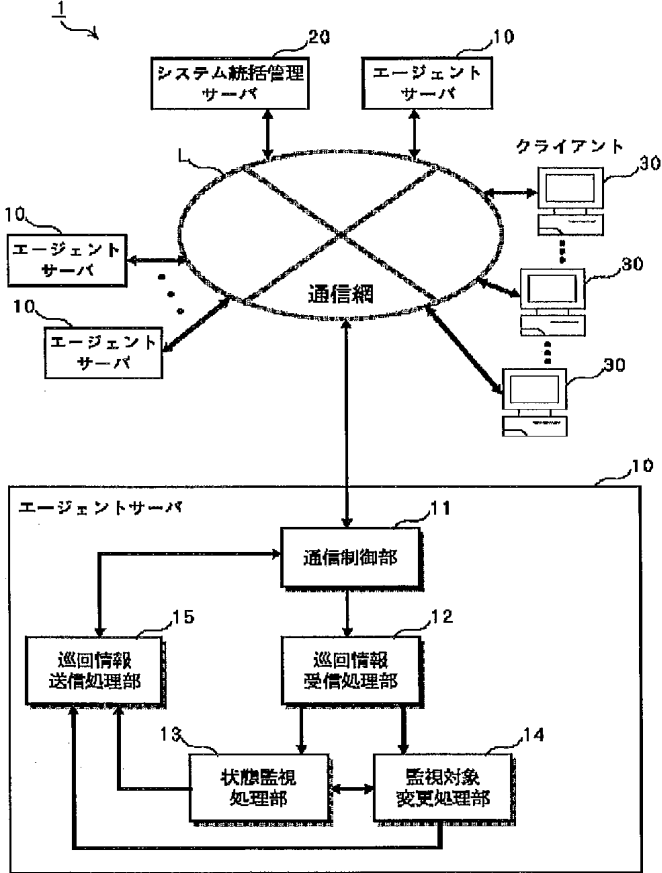 1
20
10
システム統括管理
サーバ
エージェント
サーバ
L
クライアント
30
10
エージェント
サーバ
30
通信網
10
エージェント
サーバ
30
10
エージェントサーバ
11
通信制御部
15
12
巡回情報
送信処理部
巡回情報
受信処理部
13
14
状態監視
処理部
監視対象
変更処理部